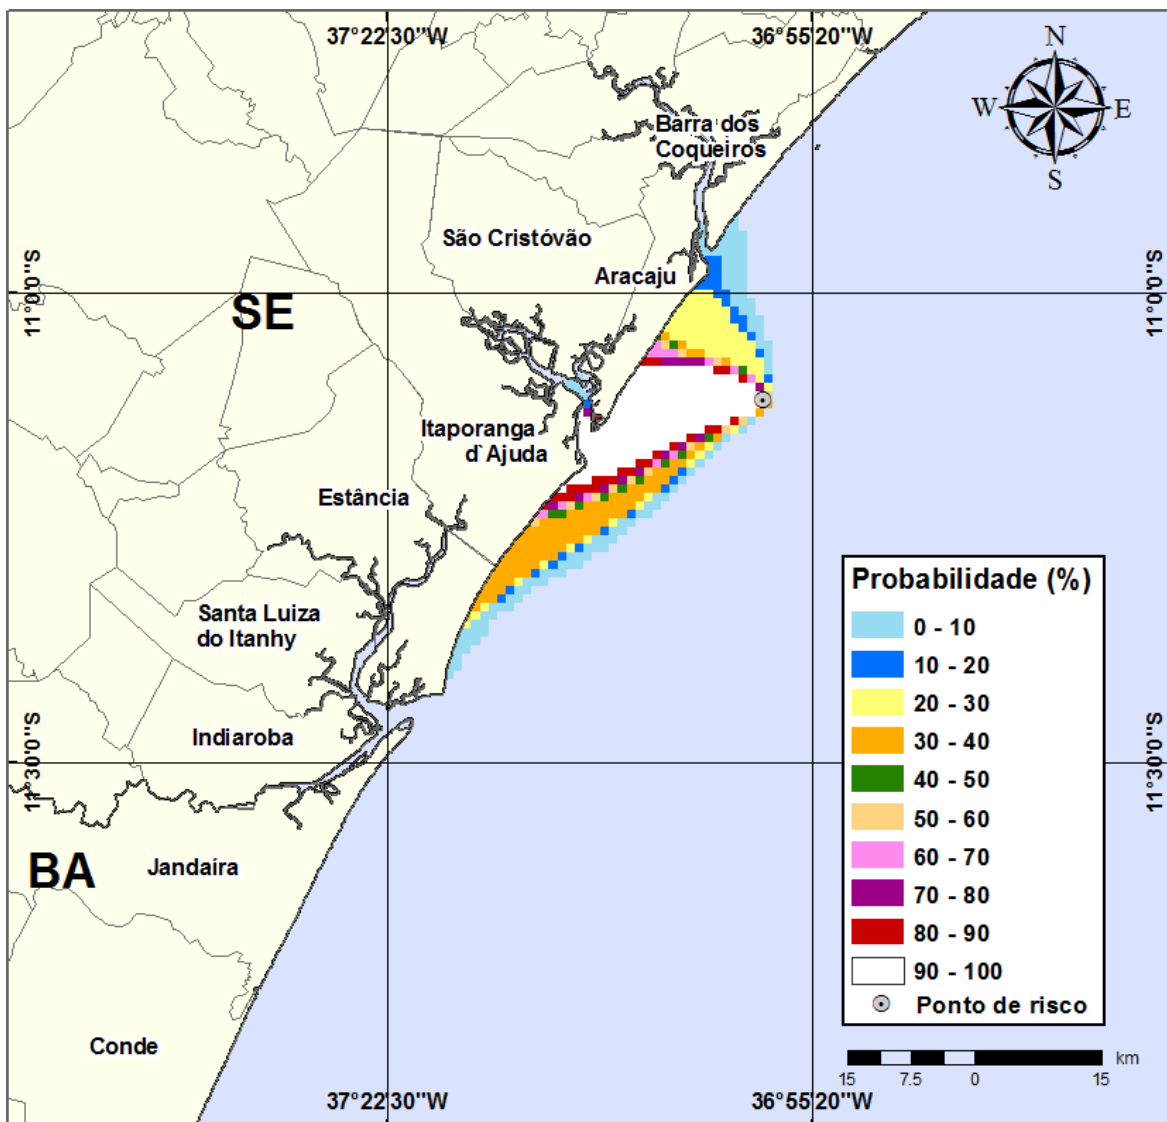 37°22'30"W
36°55'20"W
N
W
E
S
Barra dos
Coqueiros
São Cristóvão
Aracaju
11°0'0"S
11°0'0"S
SE
Itaporanga
d`Ajuda
Estância
Santa Luiza
do Itanhy
Indiaroba
11°30'0"S
11°30'0"S
BA
Jandaíra
Conde
Probabilidade (%)
0 - 10
10 - 20
20 - 30
30 - 40
40 - 50
50 - 60
60 - 70
70 - 80
80 - 90
90 - 100
Ponto de risco
km
15 7.5 0 15
37°22'30"W
36°55'20"W